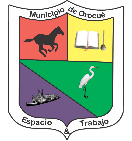 Municipio de Orocué
Espacio & Trabajo